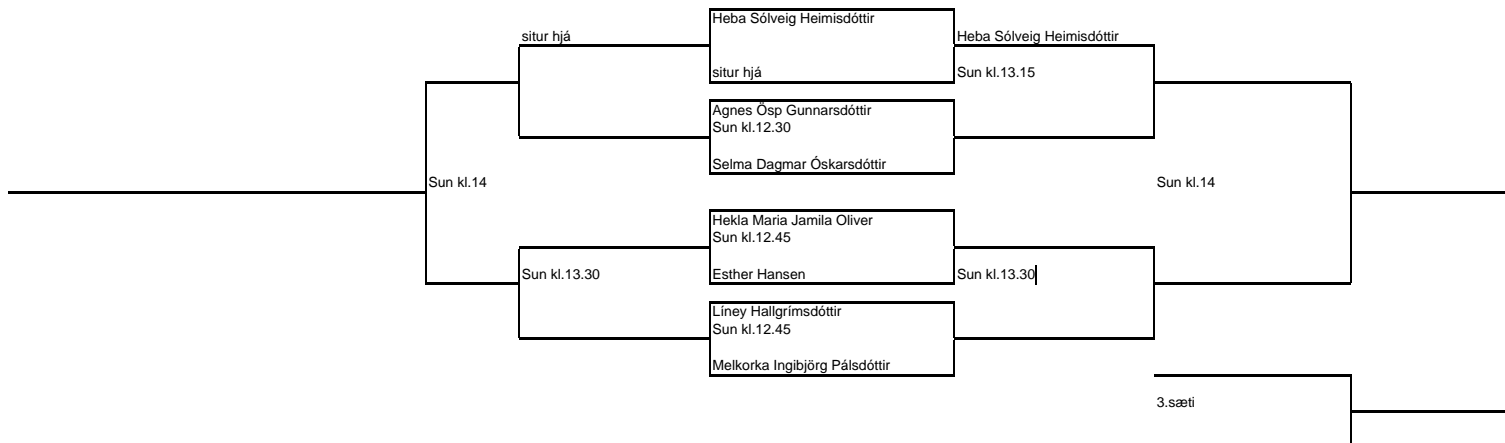 Heba Sólveig Heimisdóttir
situr hjá
Heba Sólveig Heimisdóttir
situr hjá
Sun kl.13.15
Agnes Ösp Gunnarsdóttir
Sun kl.12.30
Selma Dagmar Óskarsdóttir
Sun kl.14
Sun kl.14
Hekla Maria Jamila Oliver
Sun kl.12.45
Sun kl.13.30
Esther Hansen
Sun kl.13.30
Líney Hallgrímsdóttir
Sun kl.12.45
Melkorka Ingibjörg Pálsdóttir
3.sæti